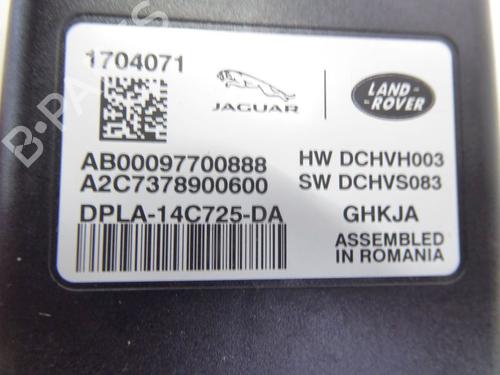 1704071
JAGUAR
LAND-
ROVER
AB00097700888
HW DCHVH003
A2C7378900600
SW DCHVS083
DPLA-14C725-DA
GHKJA
ASSEMBLED
IN ROMANIA
B-PARTS